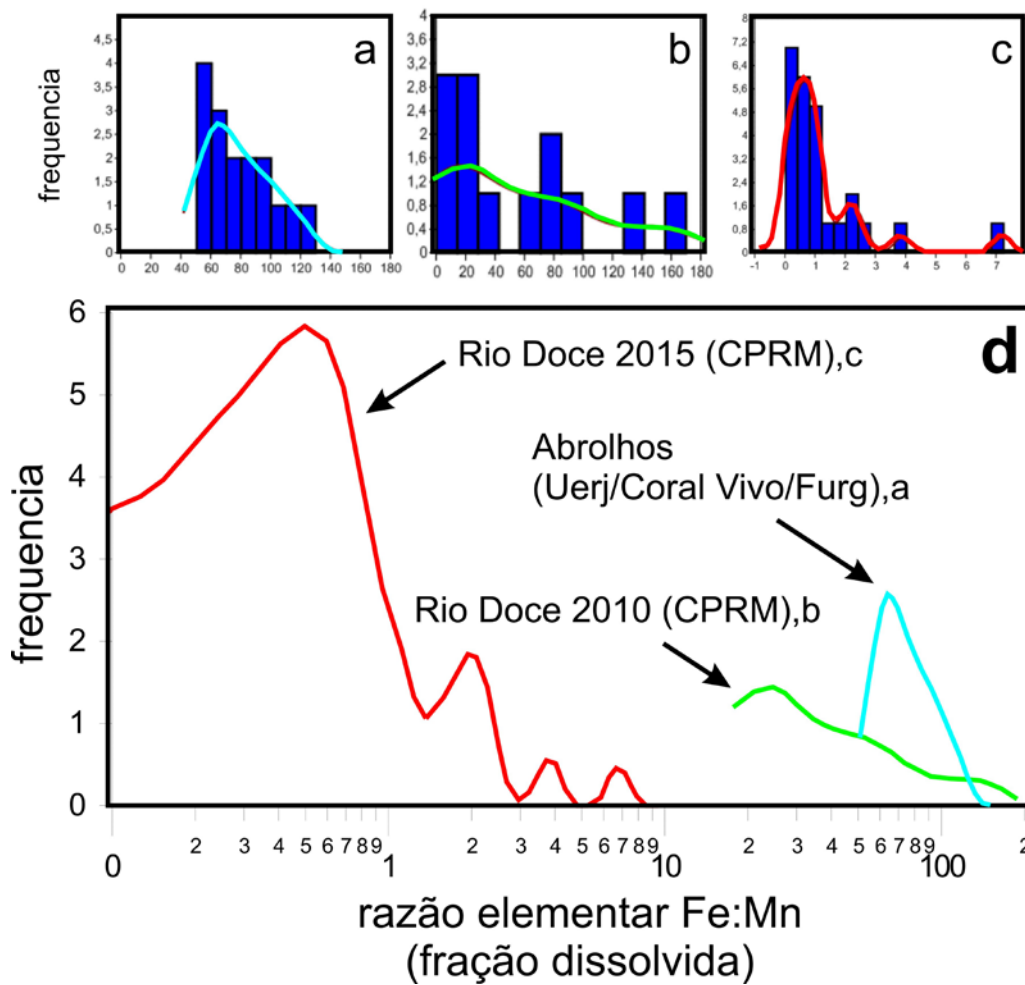 frequencia
4,5
4
3,5
3
2,5
2
1,5
1
0,5
0
0 20 40 60 80 100 120 140 160 180
a
4
3,6
3,2
2,8
2,4
2
1,6
1,2
0,8
0,4
0
0 20 40 60 80 100 120 140 160 180
b
8
7,2
6,4
5,6
4,8
4
3,2
2,4
1,6
0,8
0
-1 0 1 2 3 4 5 6 7
c
frequencia
6
5
4
3
2
1
0
d
Rio Doce 2015 (CPRM),c
Abrolhos
(Uerj/Coral Vivo/Furg),a
Rio Doce 2010 (CPRM),b
0 2 3 4 5 6 7 8 9 1 2 3 4 5 6 7 8 9 10 2 3 4 5 6 7 8 9 100 2
razão elementar Fe:Mn
(fração dissolvida)